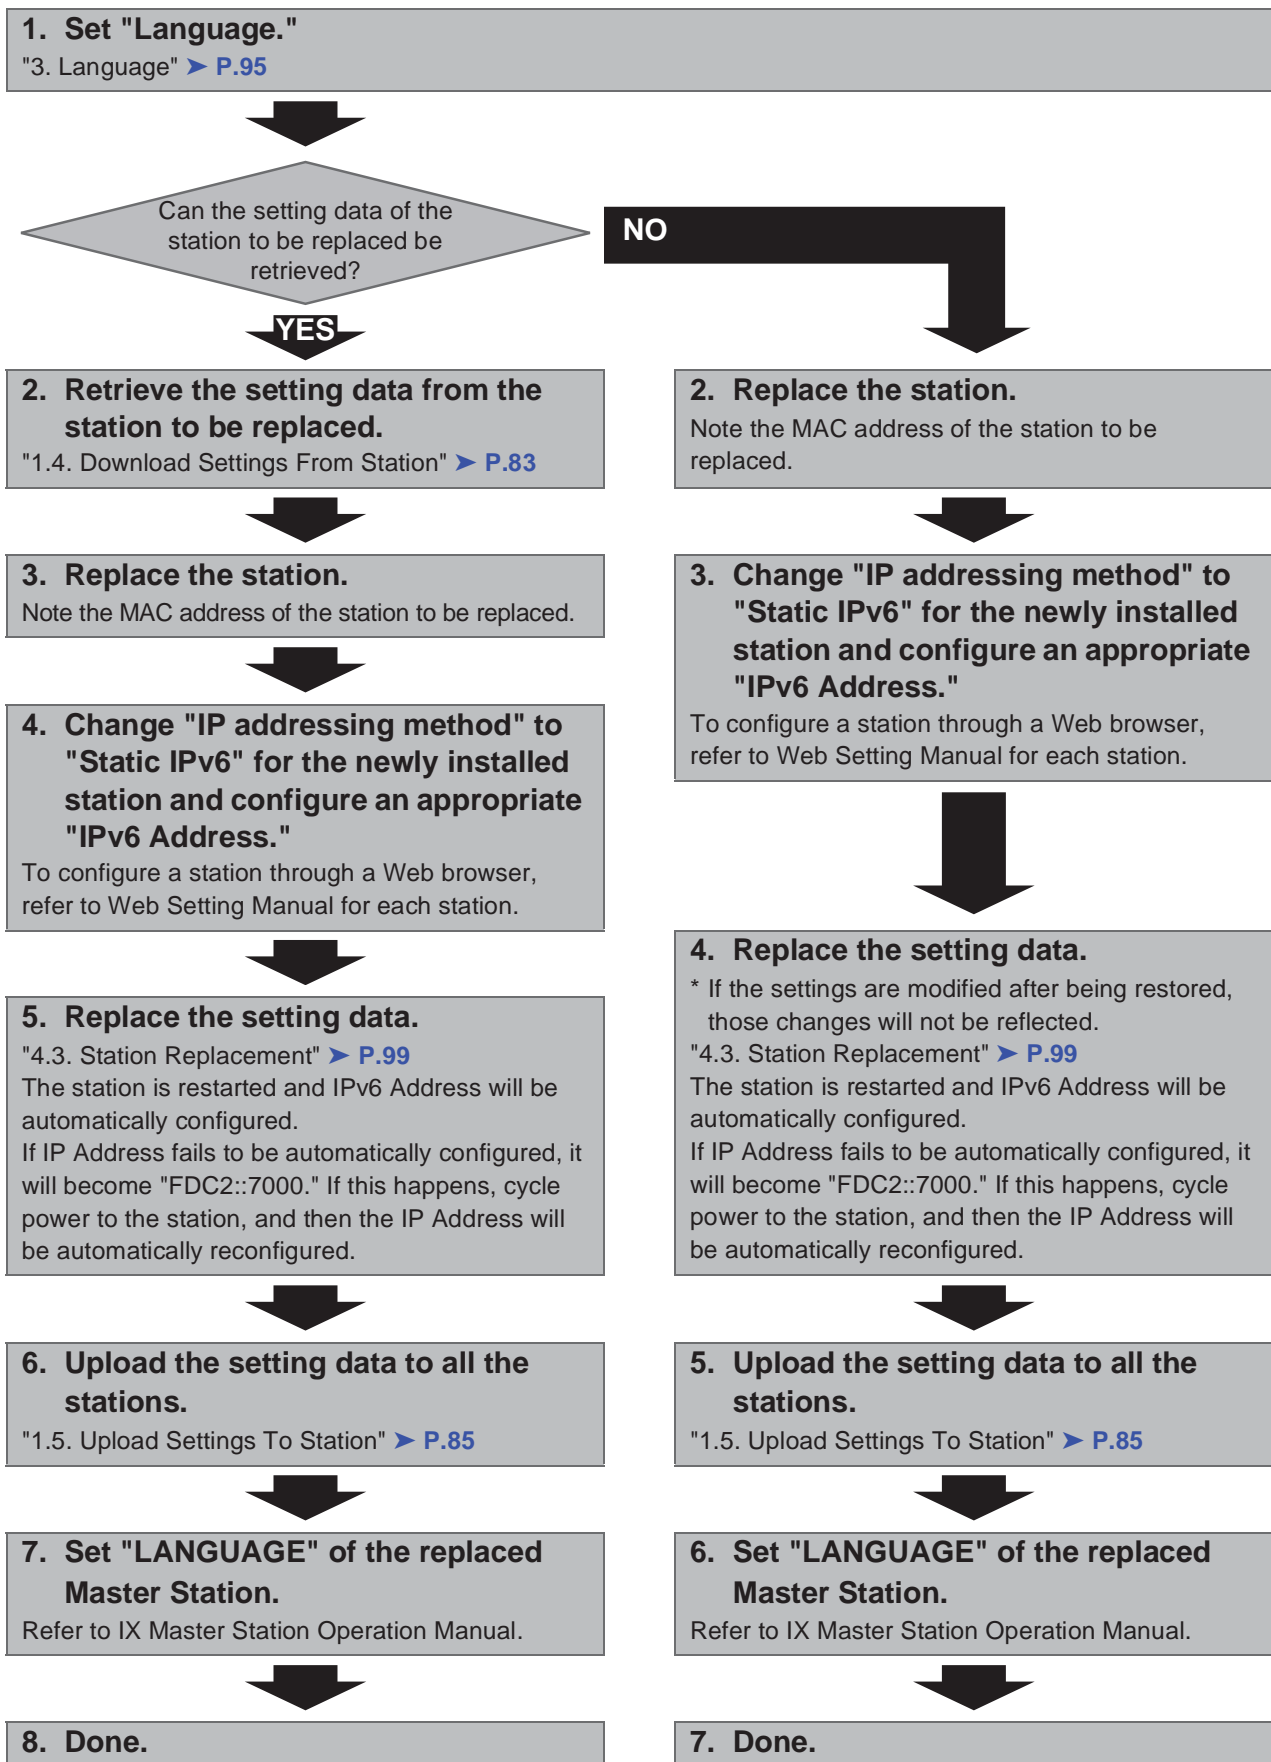 1. Set "Language."
"3. Language" ➤ P.95
Can the setting data of the
station to be replaced be
retrieved?
NO
YES
2. Retrieve the setting data from the
station to be replaced.
"1.4. Download Settings From Station" ➤ P.83
3. Replace the station.
Note the MAC address of the station to be replaced.
4. Change "IP addressing method" to
"Static IPv6" for the newly installed
station and configure an appropriate
"IPv6 Address."
To configure a station through a Web browser,
refer to Web Setting Manual for each station.
5. Replace the setting data.
"4.3. Station Replacement" ➤ P.99
The station is restarted and IPv6 Address will be
automatically configured.
If IP Address fails to be automatically configured, it
will become "FDC2::7000." If this happens, cycle
power to the station, and then the IP Address will
be automatically reconfigured.
6. Upload the setting data to all the
stations.
"1.5. Upload Settings To Station" ➤ P.85
7. Set "LANGUAGE" of the replaced
Master Station.
Refer to IX Master Station Operation Manual.
8. Done.
2. Replace the station.
Note the MAC address of the station to be
replaced.
3. Change "IP addressing method" to
"Static IPv6" for the newly installed
station and configure an appropriate
"IPv6 Address."
To configure a station through a Web browser,
refer to Web Setting Manual for each station.
4. Replace the setting data.
* If the settings are modified after being restored,
those changes will not be reflected.
"4.3. Station Replacement" ➤ P.99
The station is restarted and IPv6 Address will be
automatically configured.
If IP Address fails to be automatically configured, it
will become "FDC2::7000." If this happens, cycle
power to the station, and then the IP Address will
be automatically reconfigured.
5. Upload the setting data to all the
stations.
"1.5. Upload Settings To Station" ➤ P.85
6. Set "LANGUAGE" of the replaced
Master Station.
Refer to IX Master Station Operation Manual.
7. Done.